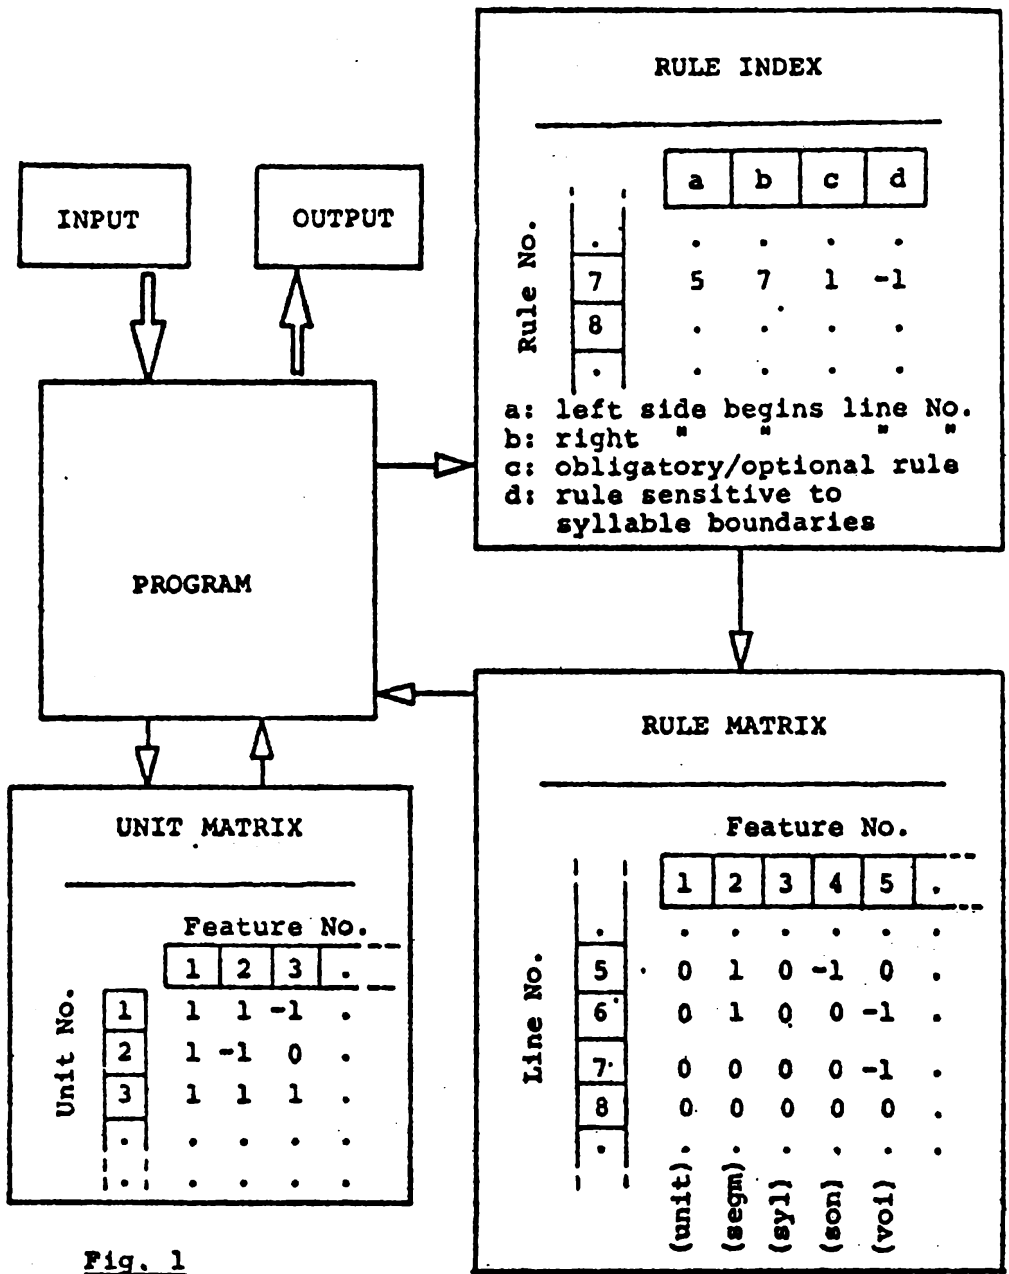 RULE INDEX
a b c d
Rule No.
. . . . .
7 5 7 1 -1
8 . . . .
. . . . .
a: left side begins line No.
b: right " " " "
c: obligatory/optional rule
d: rule sensitive to
syllable boundaries
INPUT
OUTPUT
PROGRAM
UNIT MATRIX
Feature No.
1 2 3 .
Unit No.
1 1 1 -1 .
2 1 -1 0 .
3 1 1 1 .
. . . . .
. . . . .
RULE MATRIX
Feature No.
1 2 3 4 5 .
Line No.
. . . . . . .
5 0 1 0 -1 0 .
6 0 1 0 0 -1 .
7 0 0 0 0 -1 .
8 0 0 0 0 0 .
. . . . . . .
(unit) (segm) (syl) (son) (voi)
Fig. 1